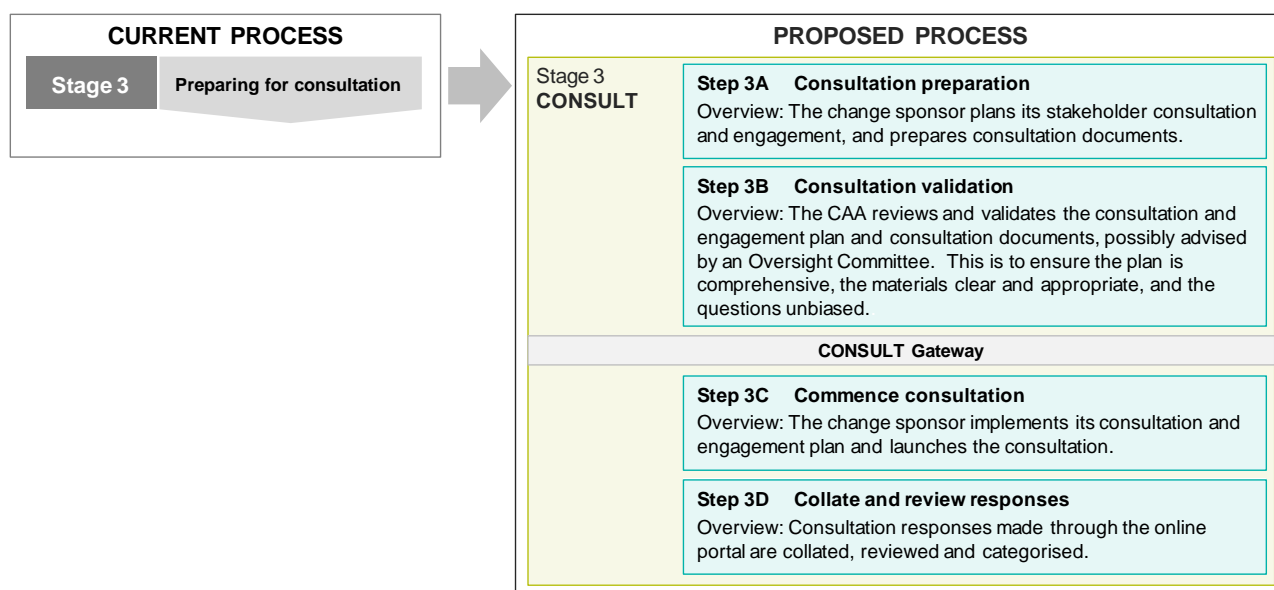 CURRENT PROCESS
Stage 3
Preparing for consultation
PROPOSED PROCESS
Stage 3
CONSULT
Step 3A Consultation preparation
Overview: The change sponsor plans its stakeholder consultation
and engagement, and prepares consultation documents.
Step 3B Consultation validation
Overview: The CAA reviews and validates the consultation and
engagement plan and consultation documents, possibly advised
by an Oversight Committee. This is to ensure the plan is
comprehensive, the materials clear and appropriate, and the
questions unbiased.
CONSULT Gateway
Step 3C Commence consultation
Overview: The change sponsor implements its consultation and
engagement plan and launches the consultation.
Step 3D Collate and review responses
Overview: Consultation responses made through the online
portal are collated, reviewed and categorised.